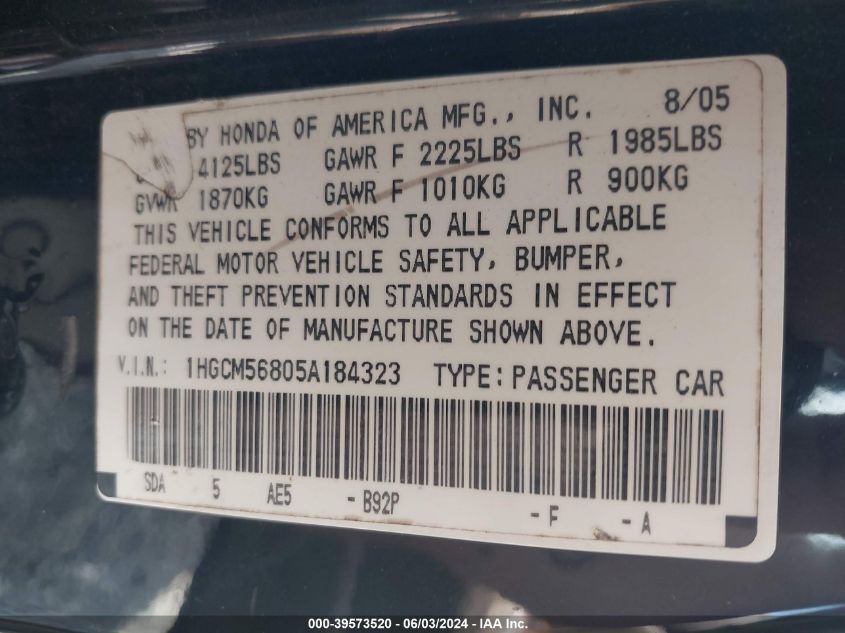 BY HONDA OF AMERICA MFG., INC. 8/05
4125LBS GAWR F 2225LBS R 1985LBS
GVWR 1870KG GAWR F 1010KG R 900KG
THIS VEHICLE CONFORMS TO ALL APPLICABLE
FEDERAL MOTOR VEHICLE SAFETY, BUMPER,
AND THEFT PREVENTION STANDARDS IN EFFECT
ON THE DATE OF MANUFACTURE SHOWN ABOVE.
V.I.N.: 1HGCM56805A184323 TYPE: PASSENGER CAR
SDA 5 AE5 - B92P - F - A
000-39573520 | 06/03/2024 - IAA Inc.